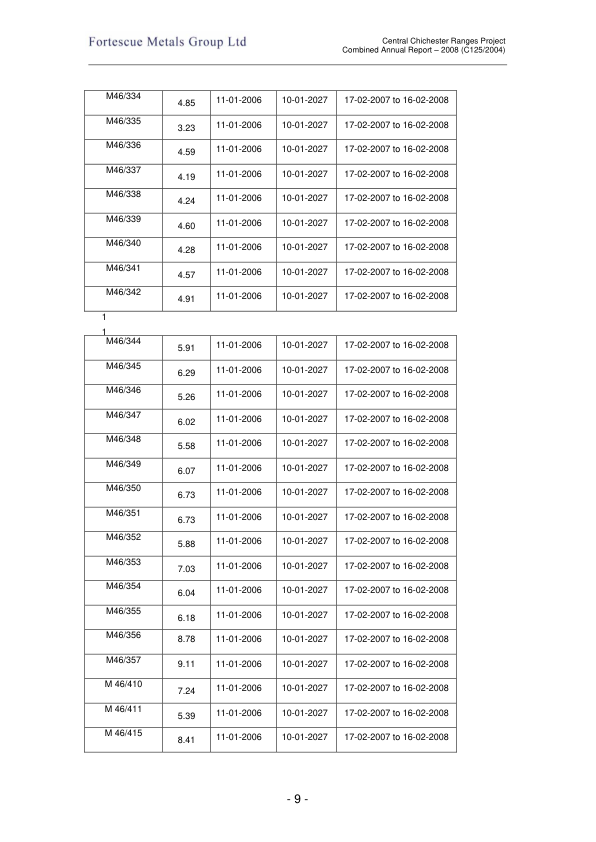 Fortescue Metals Group Ltd
Central Chichester Ranges Project
Combined Annual Report – 2008 (C125/2004)
M46/334 4.85 11-01-2006 10-01-2027 17-02-2007 to 16-02-2008
M46/335 3.23 11-01-2006 10-01-2027 17-02-2007 to 16-02-2008
M46/336 4.59 11-01-2006 10-01-2027 17-02-2007 to 16-02-2008
M46/337 4.19 11-01-2006 10-01-2027 17-02-2007 to 16-02-2008
M46/338 4.24 11-01-2006 10-01-2027 17-02-2007 to 16-02-2008
M46/339 4.60 11-01-2006 10-01-2027 17-02-2007 to 16-02-2008
M46/340 4.28 11-01-2006 10-01-2027 17-02-2007 to 16-02-2008
M46/341 4.57 11-01-2006 10-01-2027 17-02-2007 to 16-02-2008
M46/342 4.91 11-01-2006 10-01-2027 17-02-2007 to 16-02-2008
1
1
M46/344 5.91 11-01-2006 10-01-2027 17-02-2007 to 16-02-2008
M46/345 6.29 11-01-2006 10-01-2027 17-02-2007 to 16-02-2008
M46/346 5.26 11-01-2006 10-01-2027 17-02-2007 to 16-02-2008
M46/347 6.02 11-01-2006 10-01-2027 17-02-2007 to 16-02-2008
M46/348 5.58 11-01-2006 10-01-2027 17-02-2007 to 16-02-2008
M46/349 6.07 11-01-2006 10-01-2027 17-02-2007 to 16-02-2008
M46/350 6.73 11-01-2006 10-01-2027 17-02-2007 to 16-02-2008
M46/351 6.73 11-01-2006 10-01-2027 17-02-2007 to 16-02-2008
M46/352 5.88 11-01-2006 10-01-2027 17-02-2007 to 16-02-2008
M46/353 7.03 11-01-2006 10-01-2027 17-02-2007 to 16-02-2008
M46/354 6.04 11-01-2006 10-01-2027 17-02-2007 to 16-02-2008
M46/355 6.18 11-01-2006 10-01-2027 17-02-2007 to 16-02-2008
M46/356 8.78 11-01-2006 10-01-2027 17-02-2007 to 16-02-2008
M46/357 9.11 11-01-2006 10-01-2027 17-02-2007 to 16-02-2008
M 46/410 7.24 11-01-2006 10-01-2027 17-02-2007 to 16-02-2008
M 46/411 5.39 11-01-2006 10-01-2027 17-02-2007 to 16-02-2008
M 46/415 8.41 11-01-2006 10-01-2027 17-02-2007 to 16-02-2008
- 9 -